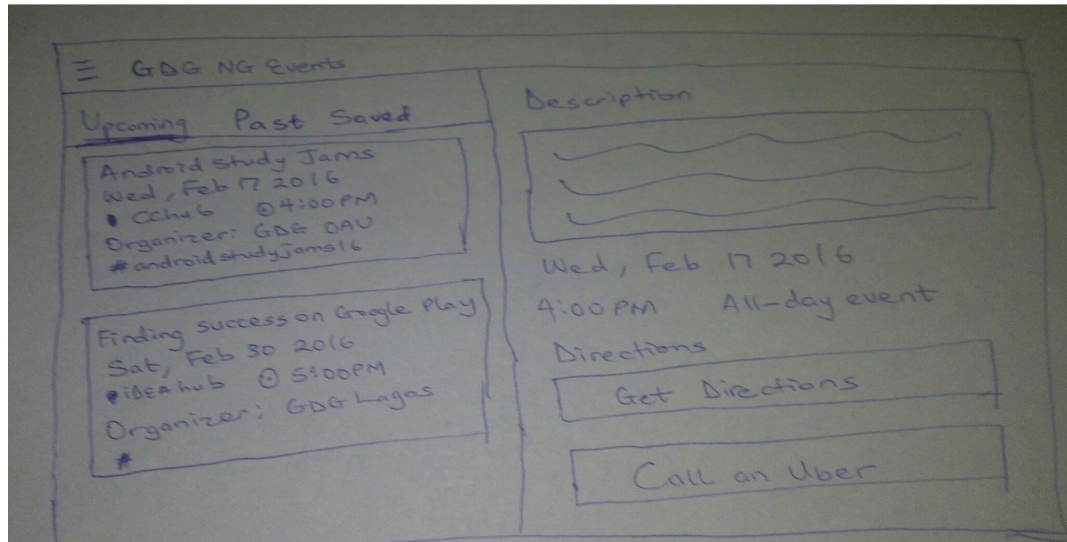 GDG NG Events
Upcoming Past Saved
Android Study Jams
Wed, Feb 17 2016
CcHub @4:00PM
Organizer: GDG OAU
#androidstudyjams16
Finding success on Google Play
Sat, Feb 30 2016
iDEA hub @ 5:00PM
Organizer: GDG Lagos
#
Description
Wed, Feb 17 2016
4:00 PM All-day event
Directions
Get Directions
Call an Uber